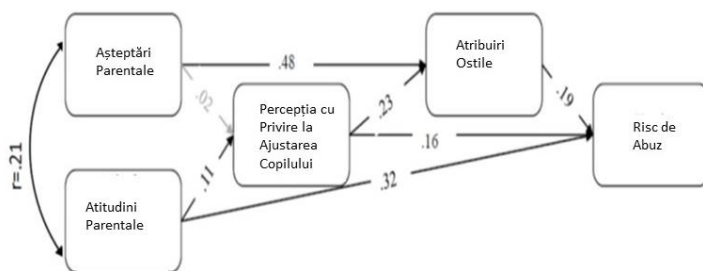 Așteptări
Parentale
Atribuiri
Ostile
.48
.02
.23
.19
Percepția cu
Privire la
Ajustarea
Copilului
Risc de
Abuz
.16
r=.21
.11
.32
Atitudini
Parentale